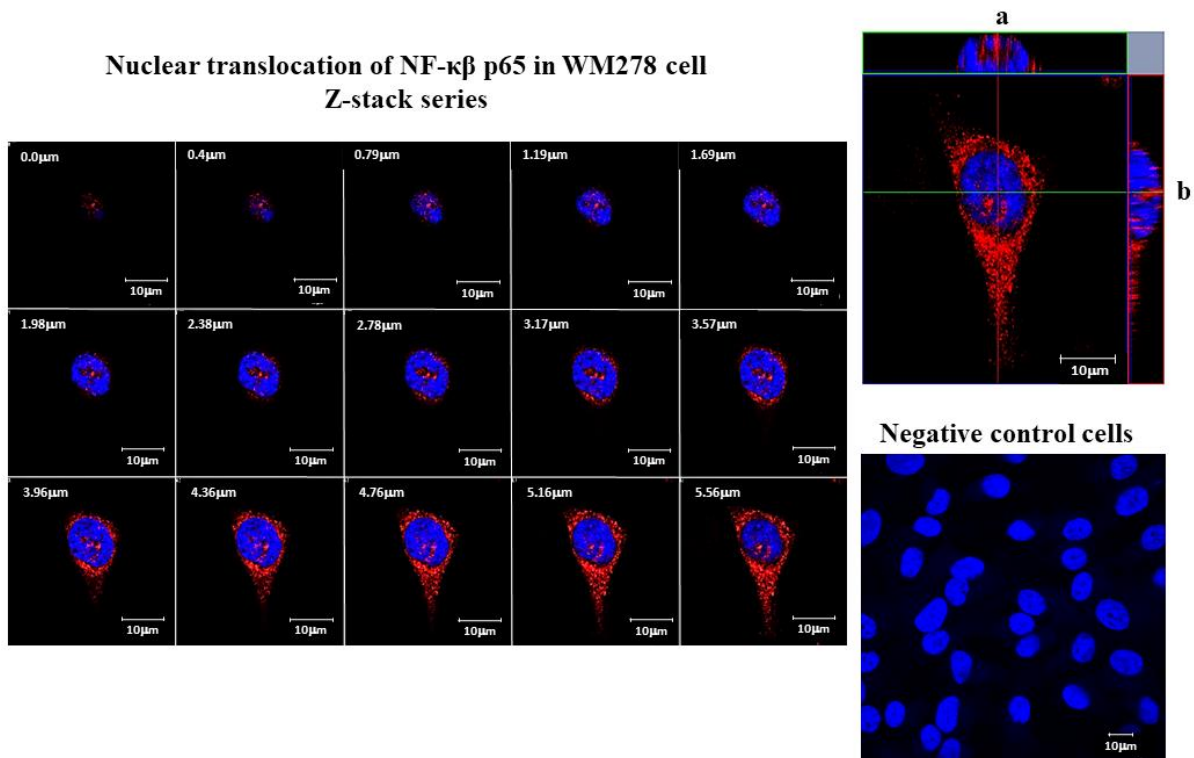 Nuclear translocation of NF-κβ p65 in WM278 cell
Z-stack series
0.0μm
0.4μm
0.79μm
1.19μm
1.69μm
10μm
10μm
10μm
10μm
10μm
1.98μm
2.38μm
2.78μm
3.17μm
3.57μm
10μm
10μm
10μm
10μm
10μm
3.96μm
4.36μm
4.76μm
5.16μm
5.56μm
10μm
10μm
10μm
10μm
10μm
a
b
10μm
Negative control cells
10μm